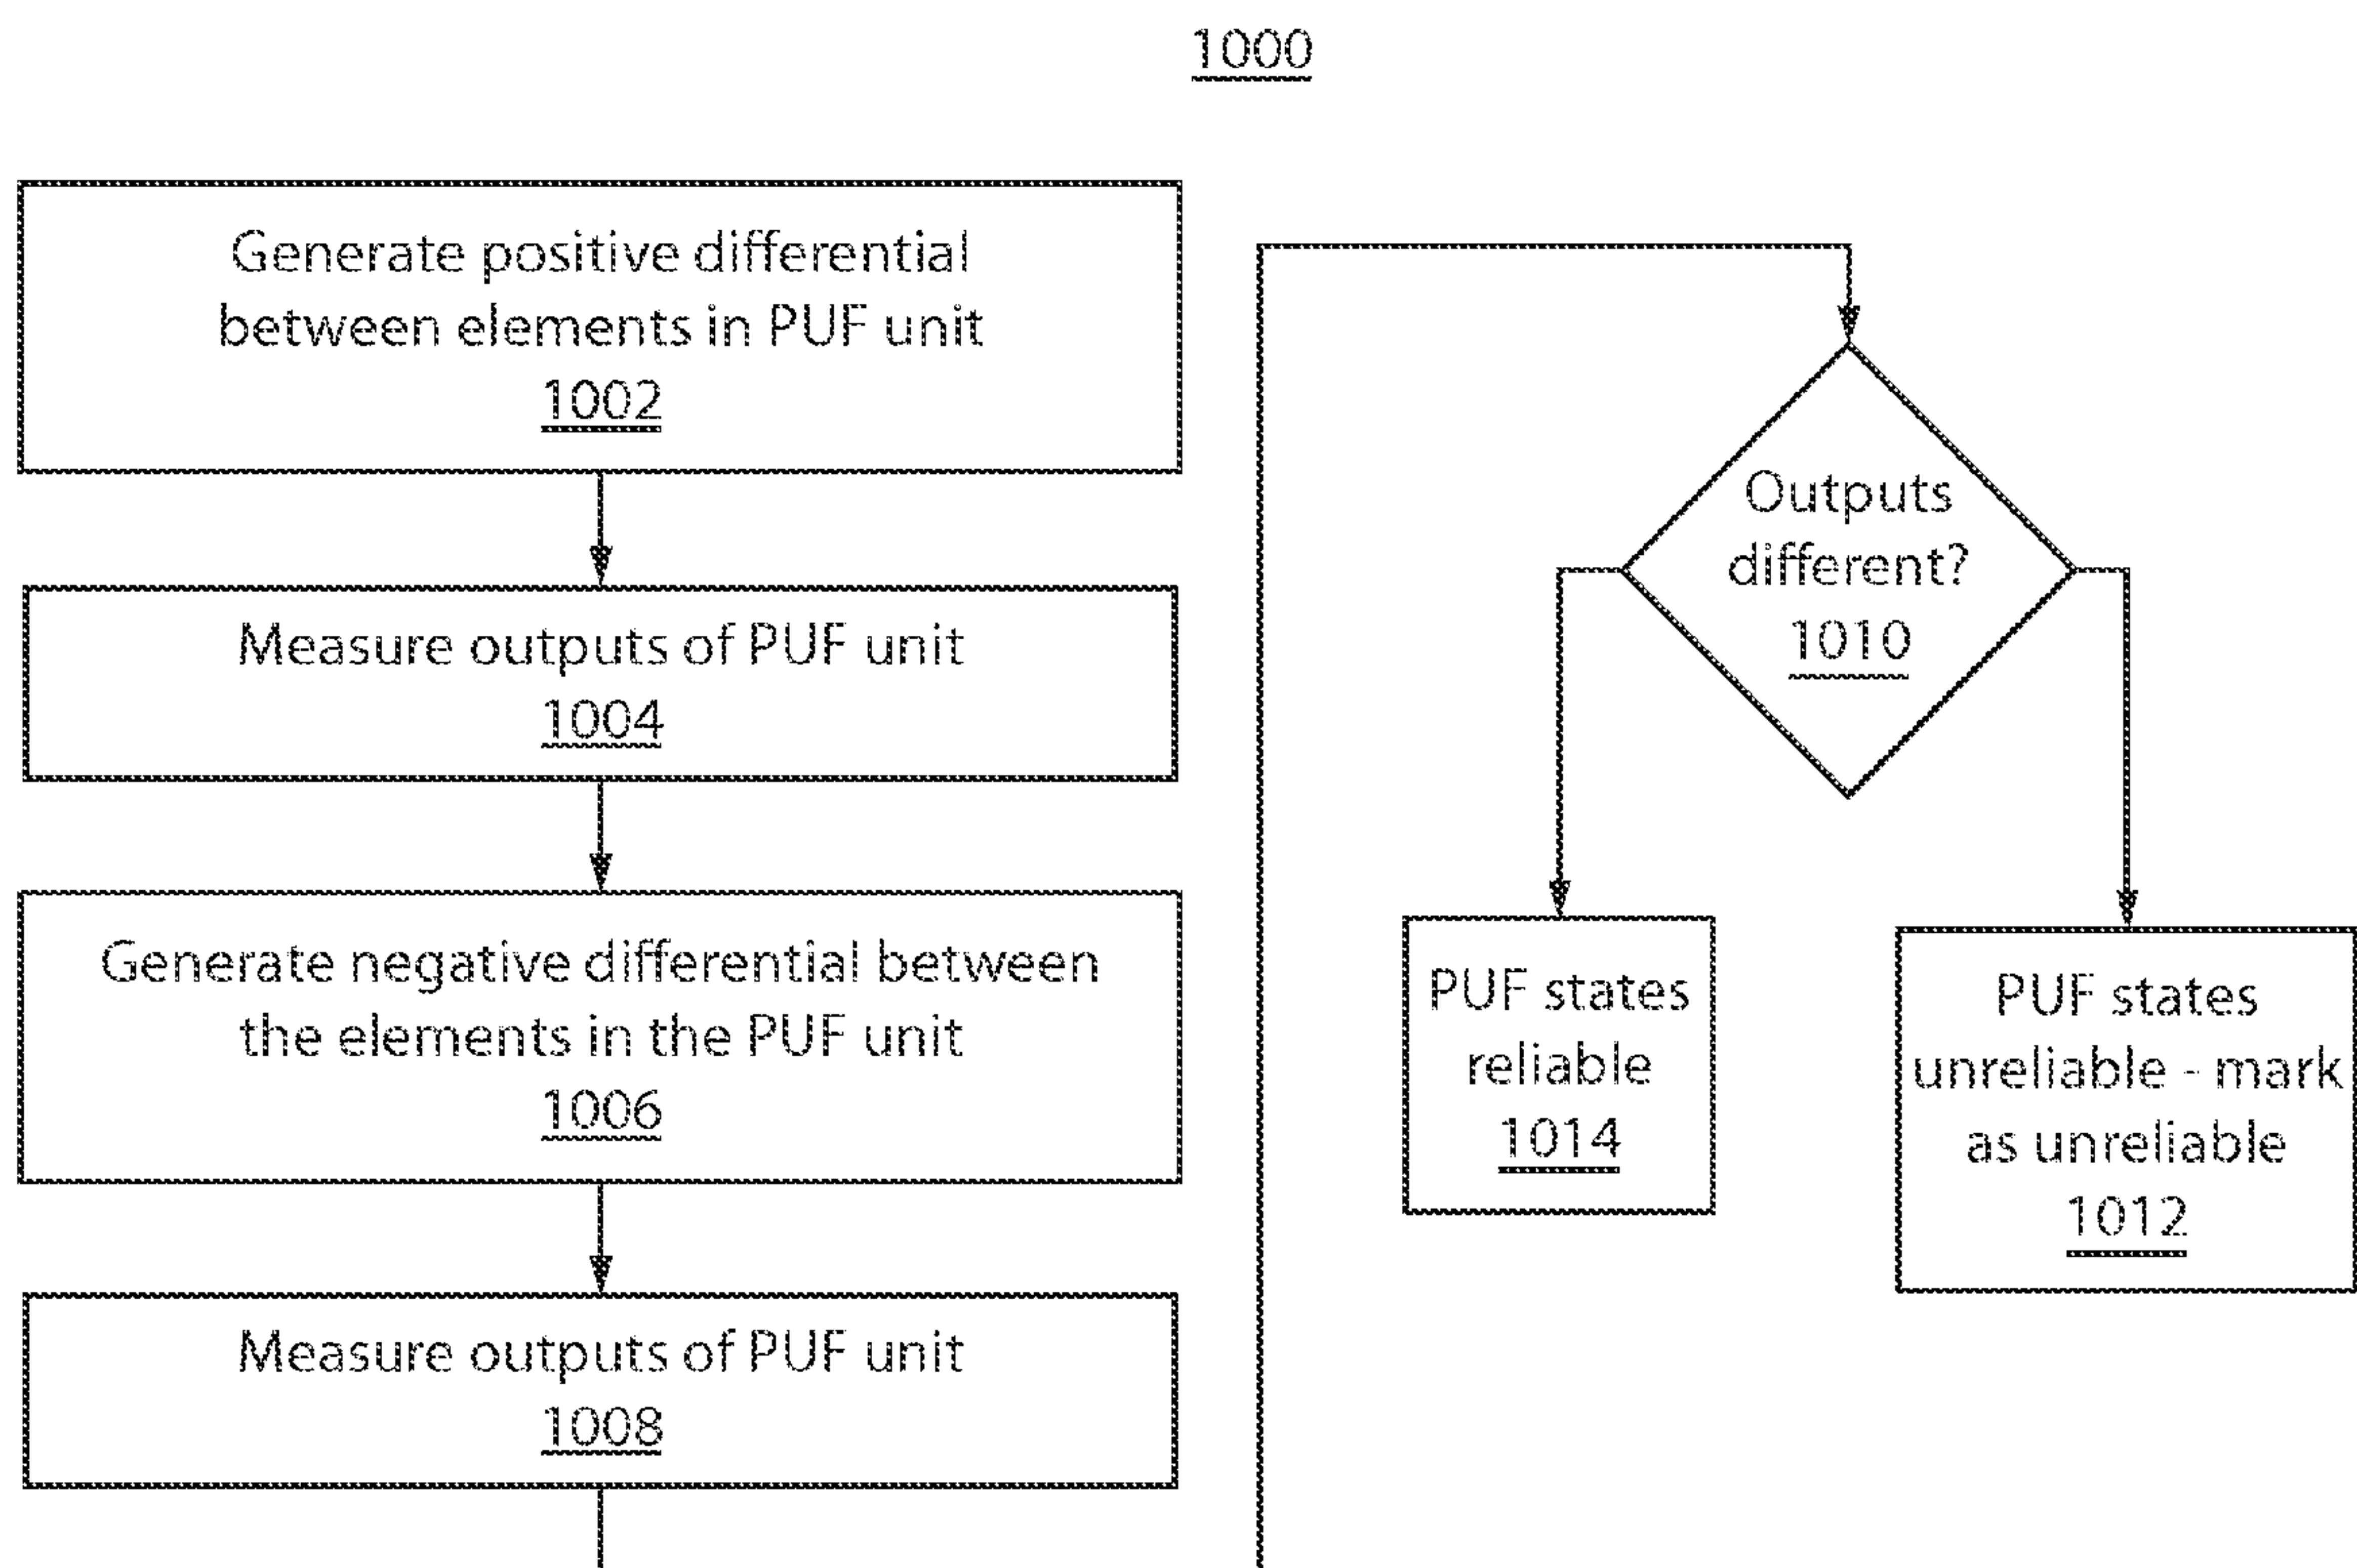 1000
Generate positive differential
between elements in PUF unit
1002
Measure outputs of PUF unit
1004
Generate negative differential between
the elements in the PUF unit
1006
Measure outputs of PUF unit
1008
Outputs
different?
1010
PUF states
reliable
1014
PUF states
unreliable - mark
as unreliable
1012